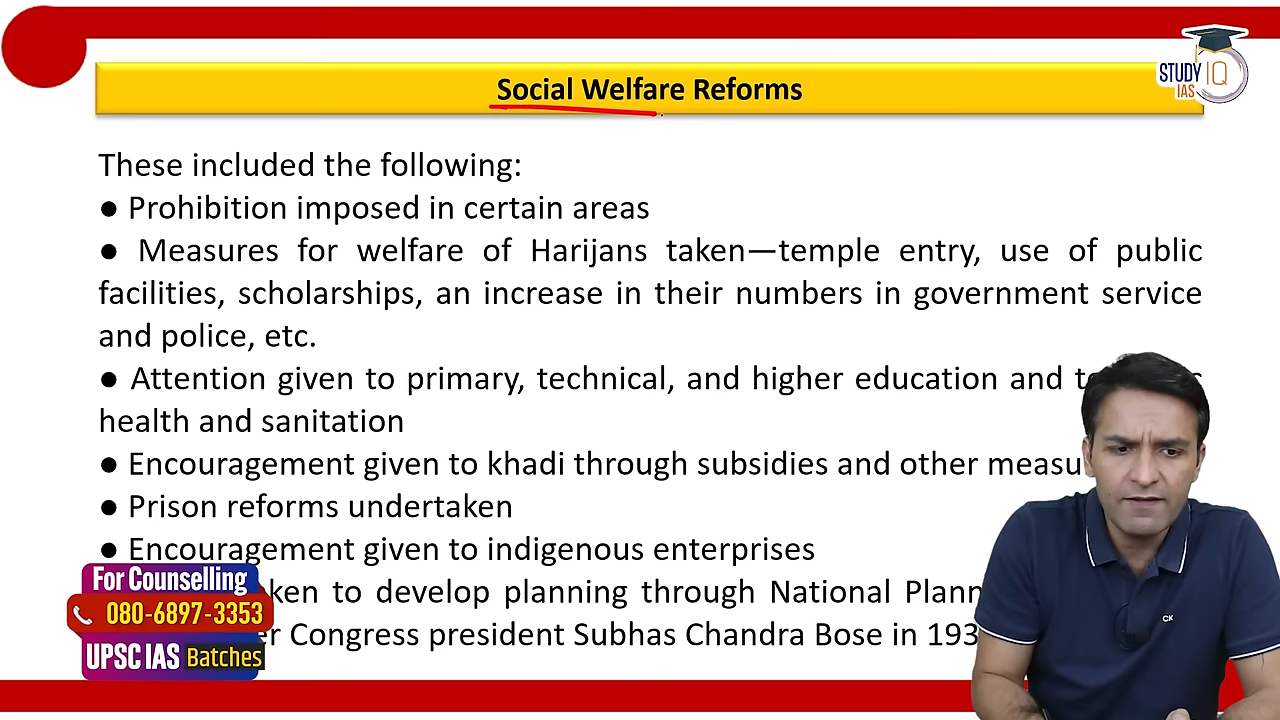 Social Welfare Reforms
STUDY IQ
IAS
These included the following:
● Prohibition imposed in certain areas
● Measures for welfare of Harijans taken—temple entry, use of public
facilities, scholarships, an increase in their numbers in government service
and police, etc.
● Attention given to primary, technical, and higher education and
health and sanitation
● Encouragement given to khadi through subsidies and other
● Prison reforms undertaken
● Encouragement given to indigenous enterprises
to develop planning through National
Congress president Subhas Chandra Bose in
For Counselling
080-6897-3353
UPSC IAS Batches
CK